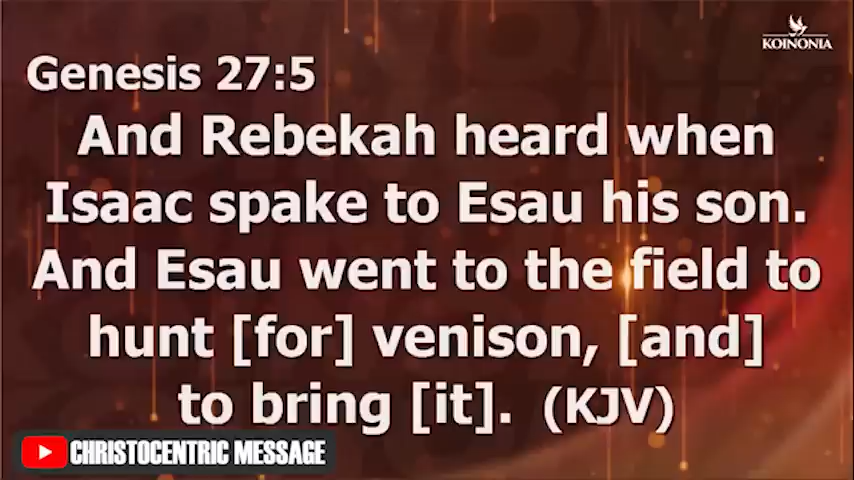 KOINONIA
Genesis 27:5
And Rebekah heard when
Isaac spake to Esau his son.
And Esau went to the field to
hunt [for] venison, [and]
to bring [it]. (KJV)
CHRISTOCENTRIC MESSAGE